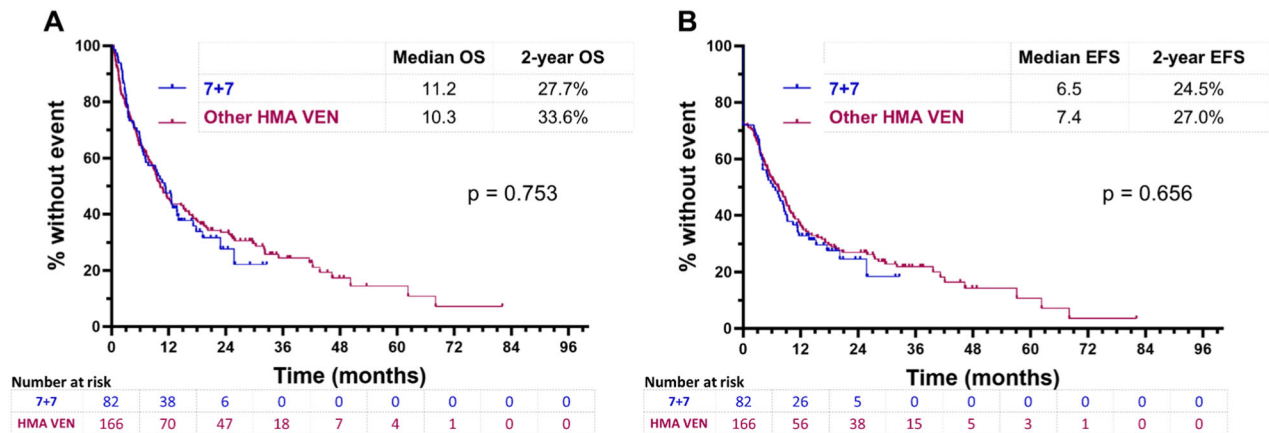 A
Median OS 2-year OS
7+7 11.2 27.7%
Other HMA VEN 10.3 33.6%
p = 0.753
% without event
100
80
60
40
20
0
0 12 24 36 48 60 72 84 96
Time (months)
Number at risk
7+7 82 38 6 0 0 0 0 0 0
HMA VEN 166 70 47 18 7 4 1 0 0
B
Median EFS 2-year EFS
7+7 6.5 24.5%
Other HMA VEN 7.4 27.0%
p = 0.656
% without event
100
80
60
40
20
0
0 12 24 36 48 60 72 84 96
Time (months)
Number at risk
7+7 82 26 5 0 0 0 0 0 0
HMA VEN 166 56 38 15 5 3 1 0 0